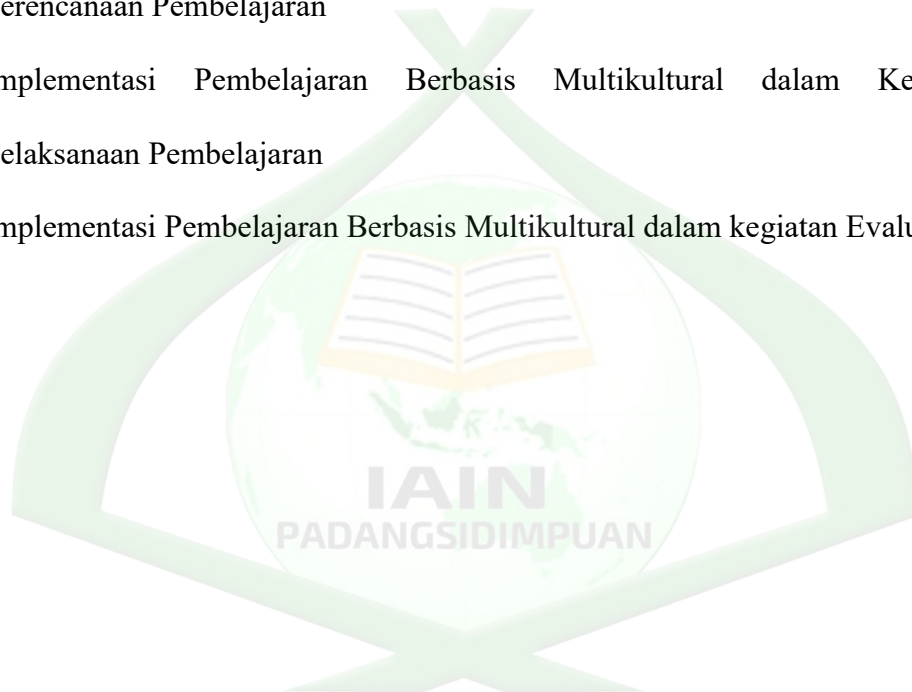 erencanaan Pembelajaran
mplementasi Pembelajaran Berbasis Multikultural dalam Ke
elaksanaan Pembelajaran
mplementasi Pembelajaran Berbasis Multikultural dalam kegiatan Evalu
IAIN
PADANGSIDIMPUAN